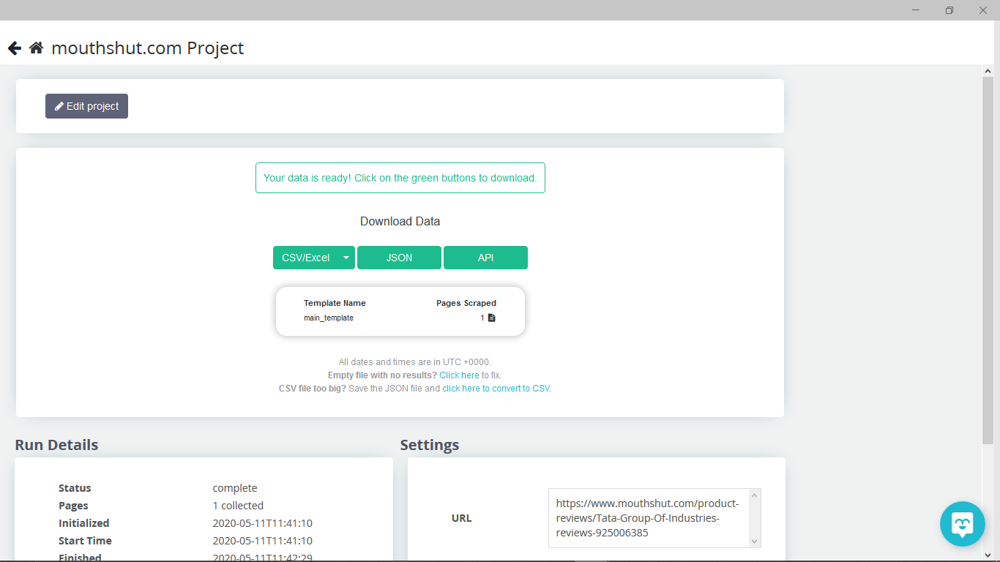 mouthshut.com Project
Edit project
Your data is ready! Click on the green buttons to download.
Download Data
CSV/Excel JSON API
Template Name Pages Scraped
main_template 1
All dates and times are in UTC +0000.
Empty file with no results? Click here to fix.
CSV file too big? Save the JSON file and click here to convert to CSV.
Run Details
Status complete
Pages 1 collected
Initialized 2020-05-11T11:41:10
Start Time 2020-05-11T11:41:10
Finished 2020-05-11T11:42:29
Settings
URL
https://www.mouthshut.com/product-
reviews/Tata-Group-Of-Industries-
reviews-925006385